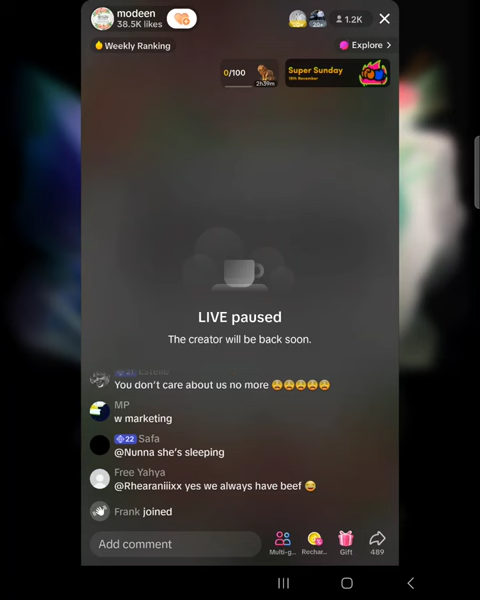 modeen
38.5K likes
20+
1.2K
Weekly Ranking
Explore >
0/100
2h39m
Super Sunday
LIVE paused
The creator will be back soon.
You don't care about us no more 😩😩😩😩😩
MP
w marketing
22 Safa
@Nunna she's sleeping
Free Yahya
@Rhearaniiixx yes we always have beef 😅
Frank joined
Add comment
Multi-g...
Rechar...
Gift
489